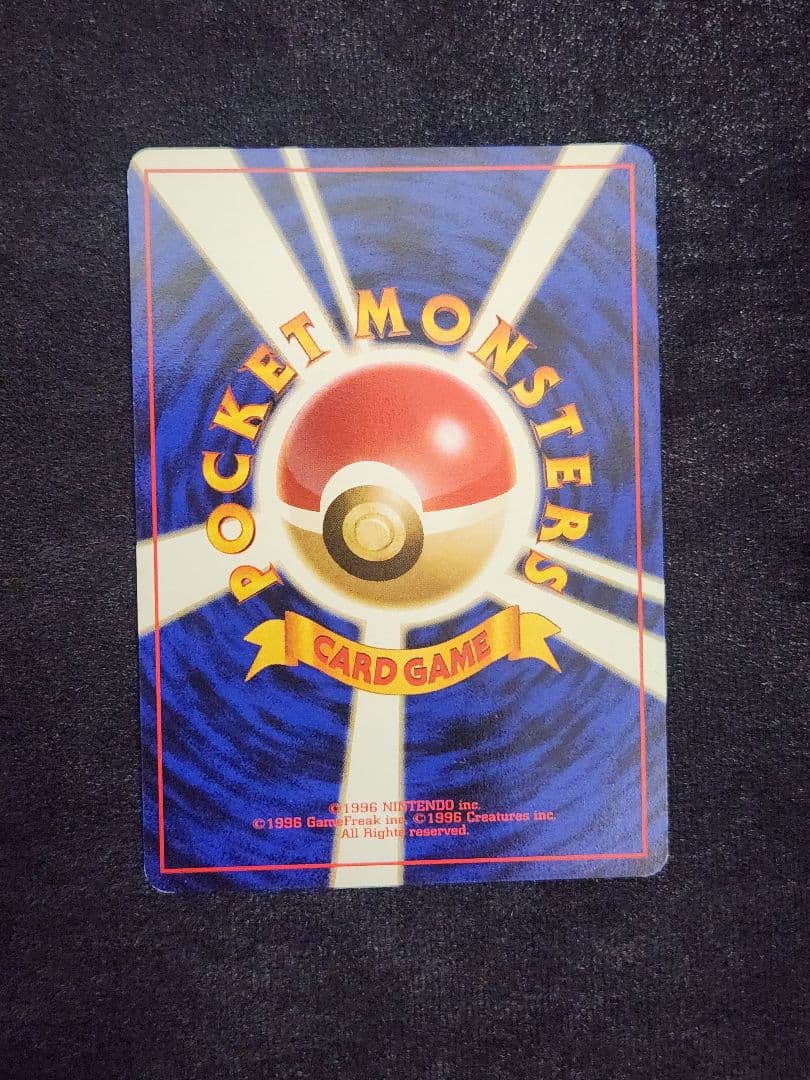 POCKET MONSTERS
CARD GAME
©1996 NINTENDO inc.
©1996 GameFreak inc. ©1996 Creatures inc.
All Rights reserved.